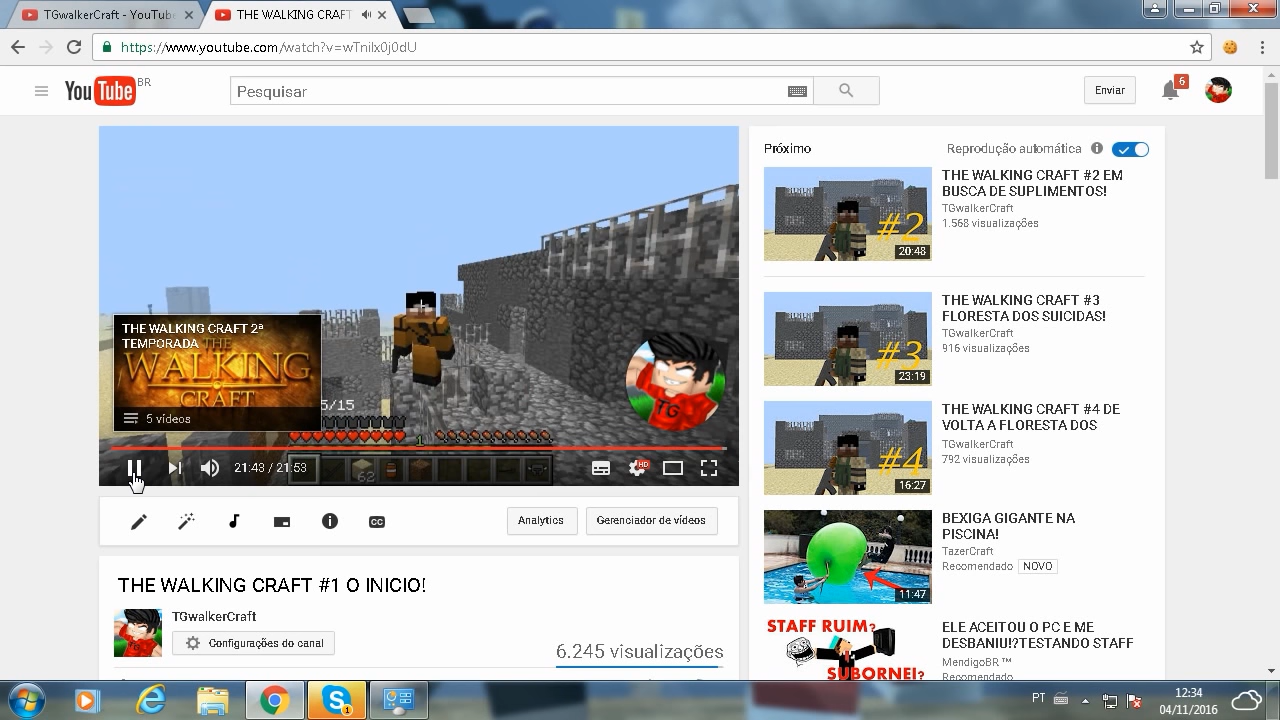 TGwalkerCraft - YouTube
THE WALKING CRAFT
https://www.youtube.com/watch?v=wTnilx0j0dU
YouTube BR
Pesquisar
Enviar
6
THE WALKING CRAFT 2ª
TEMPORADA
THE
WALKING
CRAFT
5 vídeos
5/15
TG
1
62
21:43 / 21:53
HD
CC
Analytics
Gerenciador de vídeos
THE WALKING CRAFT #1 O INICIO!
TGwalkerCraft
Configurações do canal
6.245 visualizações
Próximo
Reprodução automática
#2
20:48
THE WALKING CRAFT #2 EM
BUSCA DE SUPLIMENTOS!
TGwalkerCraft
1.568 visualizações
#3
23:19
THE WALKING CRAFT #3
FLORESTA DOS SUICIDAS!
TGwalkerCraft
916 visualizações
#4
16:27
THE WALKING CRAFT #4 DE
VOLTA A FLORESTA DOS
TGwalkerCraft
792 visualizações
11:47
BEXIGA GIGANTE NA
PISCINA!
TazerCraft
Recomendado NOVO
STAFF RUIM?
SUBORNEI?
ELE ACEITOU O PC E ME
DESBANIU!?TESTANDO STAFF
MendigoBR ™
Recomendado
1
PT
12:34
04/11/2016